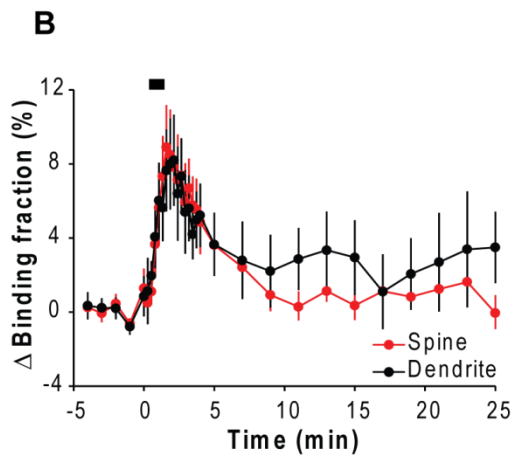 B
Δ Binding fraction (%)
12
8
4
0
-4
-5
0
5
10
15
20
25
Spine
Dendrite
Time (min)